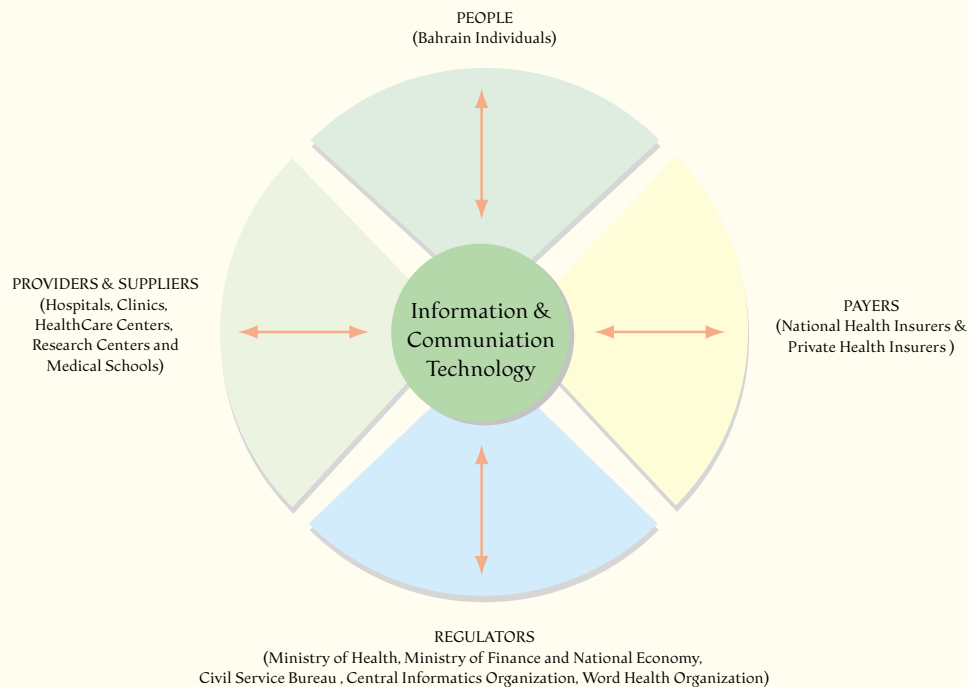 PEOPLE
(Bahrain Individuals)
PROVIDERS & SUPPLIERS
(Hospitals, Clinics,
HealthCare Centers,
Research Centers and
Medical Schools)
Information &
Communiation
Technology
PAYERS
(National Health Insurers &
Private Health Insurers )
REGULATORS
(Ministry of Health, Ministry of Finance and National Economy,
Civil Service Bureau , Central Informatics Organization, Word Health Organization)